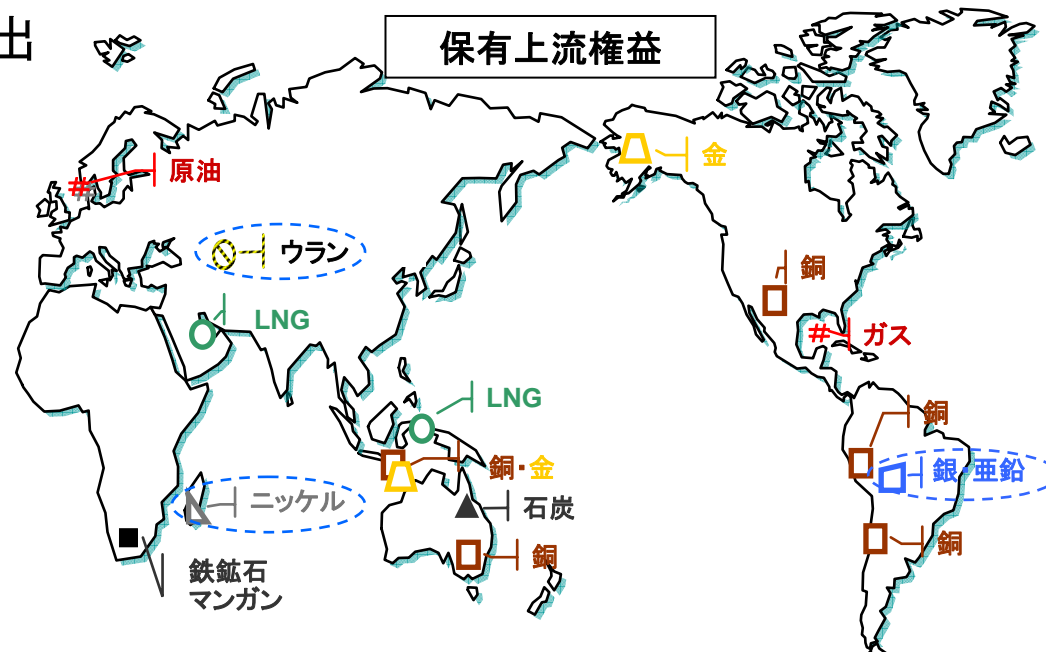 出
保有上流権益
金
原油
ウラン
銅
LNG
ガス
LNG
銅
銅・金
銀・亜鉛
ニッケル
石炭
銅
銅
鉄鉱石
マンガン